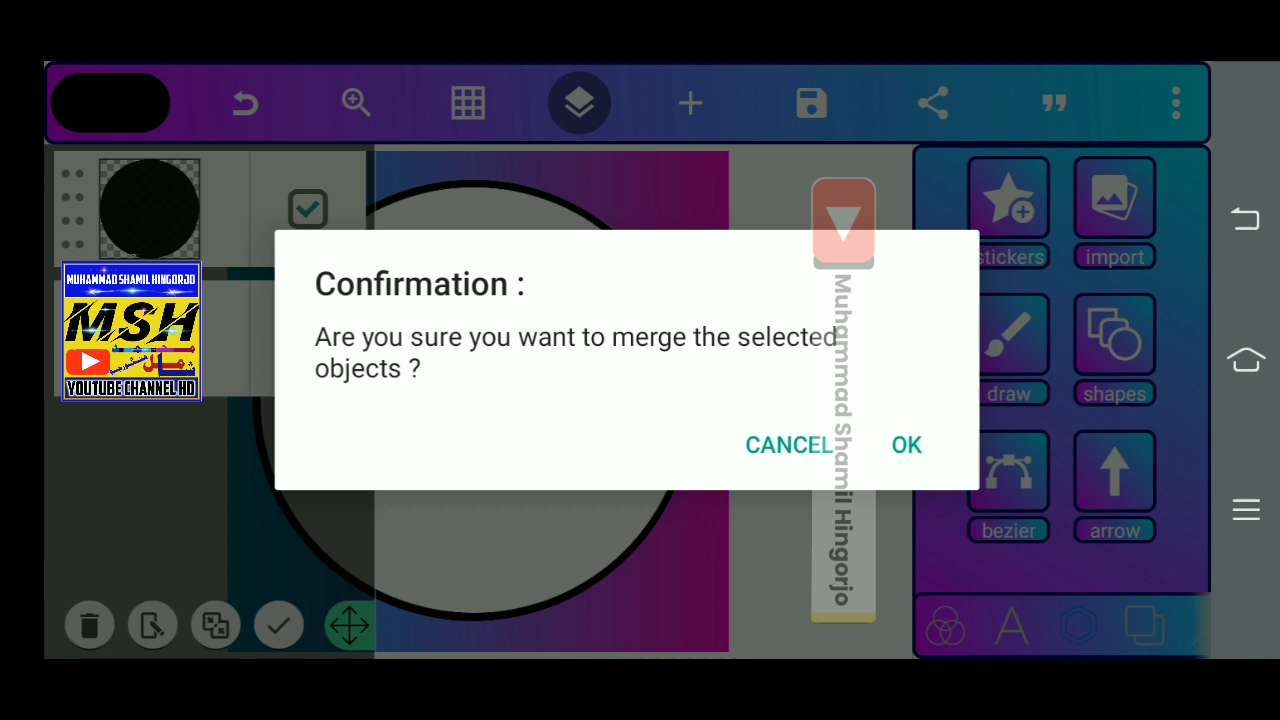 stickers
import
MUHAMMAD SHAMIL HINGORJO
MSH
YOUTUBE CHANNEL HD
Confirmation :
Are you sure you want to merge the selected
objects ?
CANCEL
OK
Muhammad Shamil Hingorjo
draw
shapes
bezier
arrow